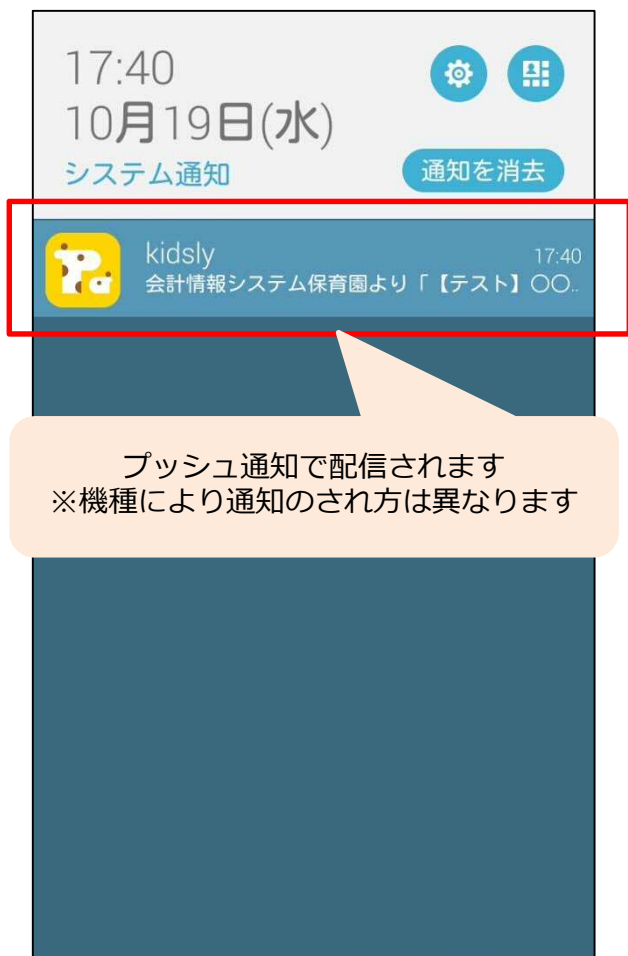 17:40
10月19日(水)
システム通知
通知を消去
kidsly
17:40
会計情報システム保育園より「【テスト】〇〇..
プッシュ通知で配信されます
※機種により通知のされ方は異なります